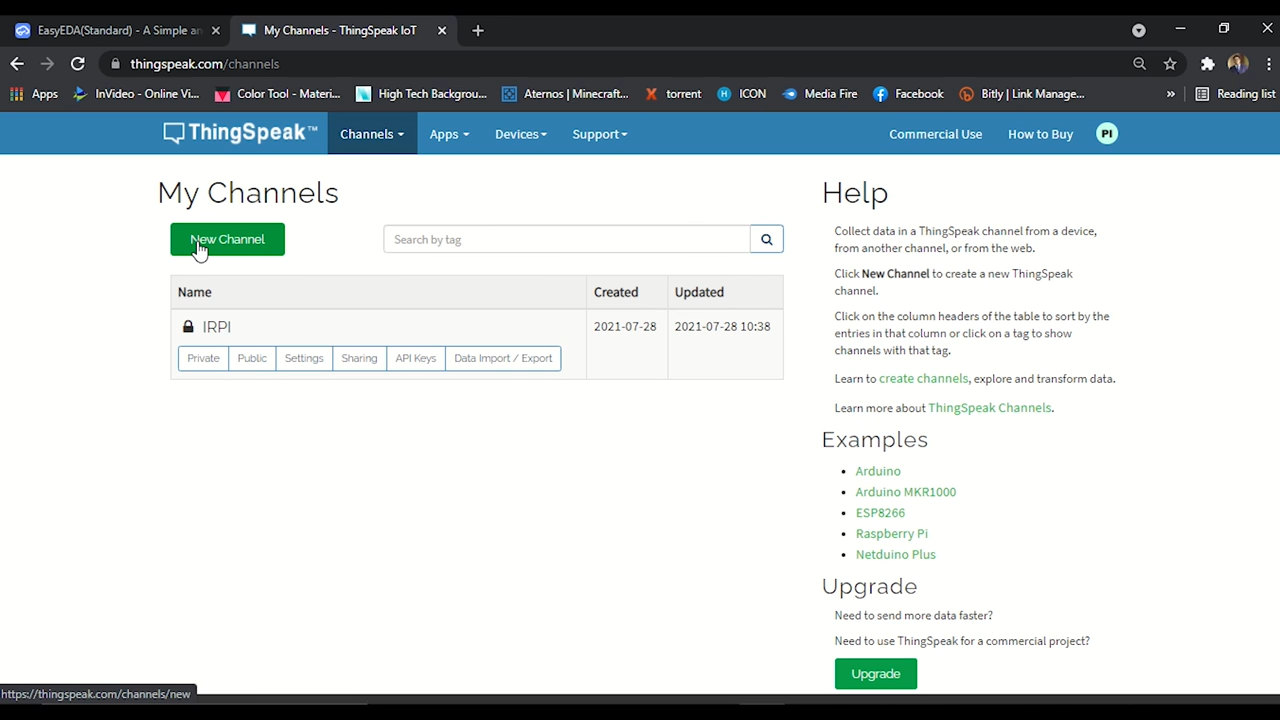 EasyEDA(Standard) - A Simple an
My Channels - ThingSpeak IoT
thingspeak.com/channels
Apps
InVideo - Online Vi...
Color Tool - Materi...
High Tech Backgrou...
Aternos | Minecraft...
torrent
ICON
Media Fire
Facebook
Bitly | Link Manage...
»
Reading list
ThingSpeak™
Channels
Apps
Devices
Support
Commercial Use
How to Buy
PI
My Channels
New Channel
Search by tag
Name
Created
Updated
IRPI
2021-07-28
2021-07-28 10:38
Private
Public
Settings
Sharing
API Keys
Data Import / Export
Help
Collect data in a ThingSpeak channel from a device,
from another channel, or from the web.
Click New Channel to create a new ThingSpeak
channel.
Click on the column headers of the table to sort by the
entries in that column or click on a tag to show
channels with that tag.
Learn to create channels, explore and transform data.
Learn more about ThingSpeak Channels.
Examples
• Arduino
• Arduino MKR1000
• ESP8266
• Raspberry Pi
• Netduino Plus
Upgrade
Need to send more data faster?
Need to use ThingSpeak for a commercial project?
Upgrade
https://thingspeak.com/channels/new